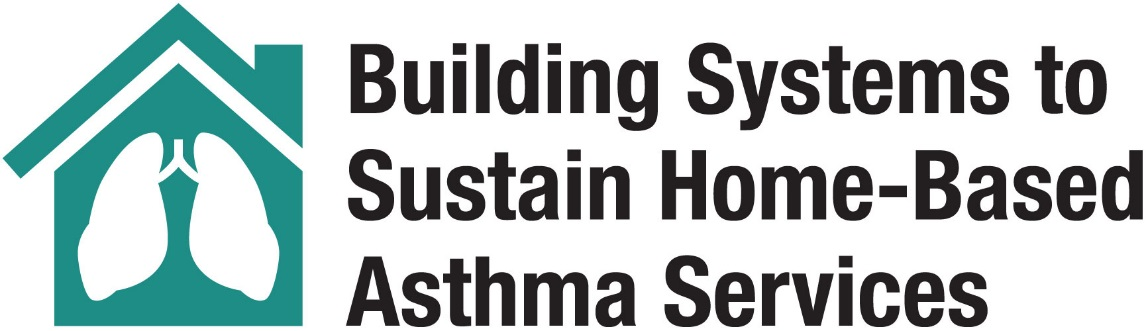 Building Systems to
Sustain Home-Based
Asthma Services